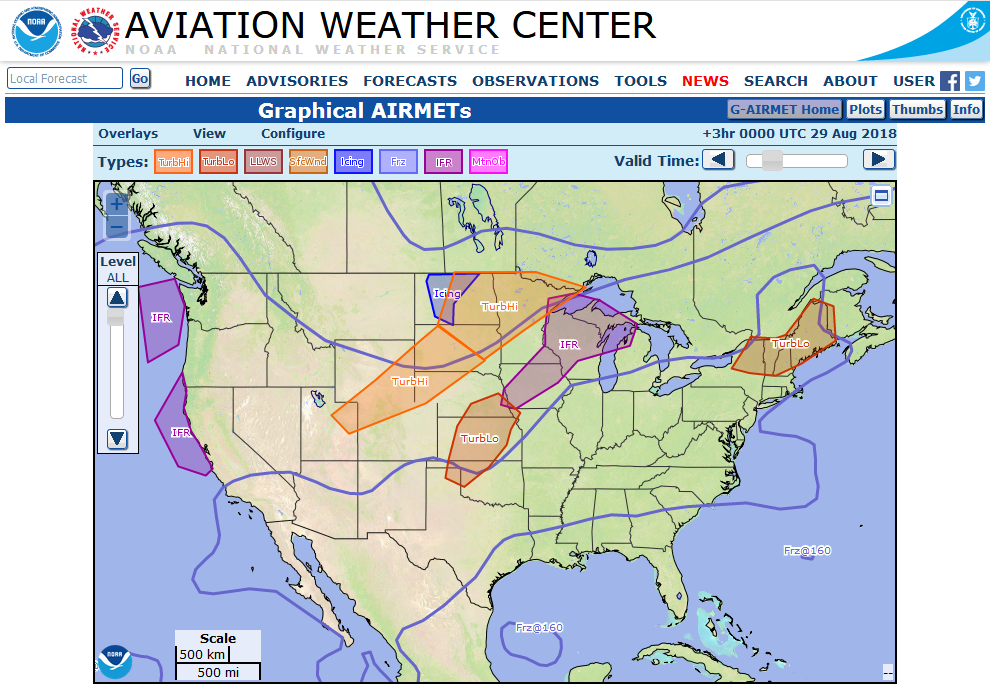 NOAA
AVIATION WEATHER CENTER
NOAA NATIONAL WEATHER SERVICE
Local Forecast Go HOME ADVISORIES FORECASTS OBSERVATIONS TOOLS NEWS SEARCH ABOUT USER
Graphical AIRMETs G-AIRMET Home Plots Thumbs Info
Overlays View Configure +3hr 0000 UTC 29 Aug 2018
Types: TurbHi TurbLo LLWS SfcWnd Icing Frz IFR MtnOb Valid Time:
+
−
Level
ALL
Icing
TurbHi
IFR
IFR
TurbLo
TurbHi
IFR
TurbLo
Frz@160
Frz@160
Scale
500 km
500 mi
NOAA
--